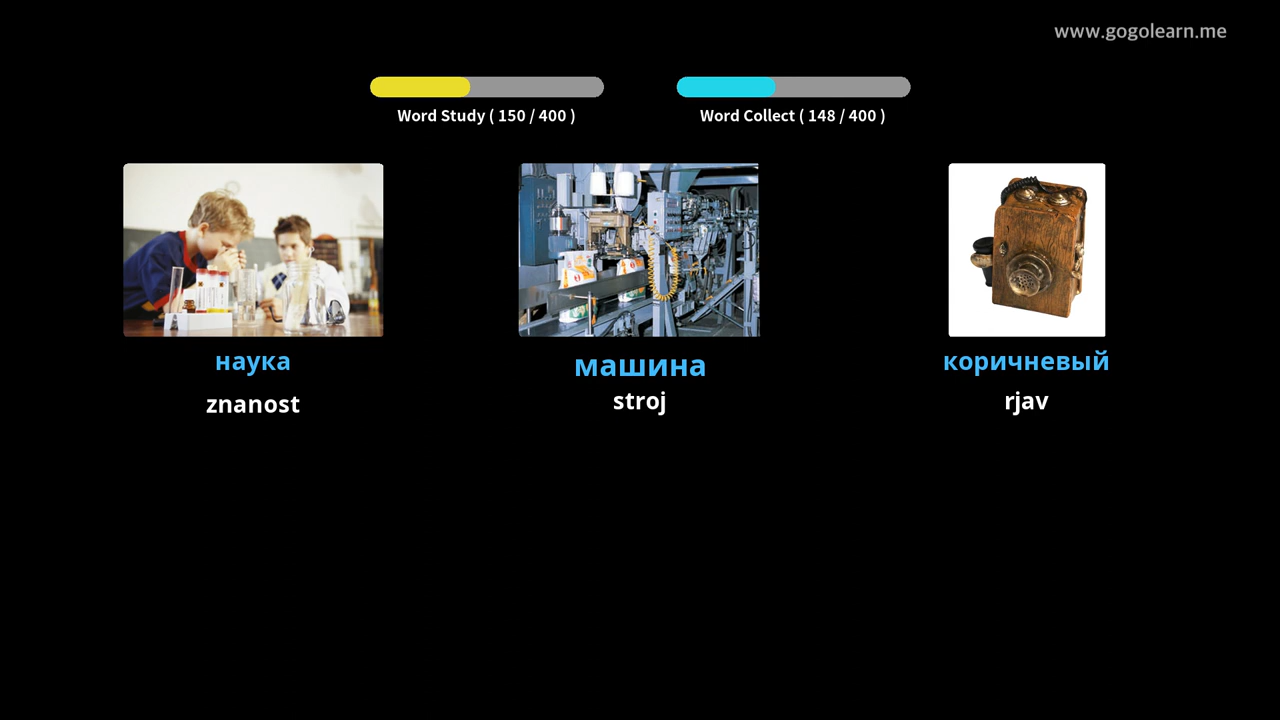 www.gogolearn.me
Word Study ( 150 / 400 )
Word Collect ( 148 / 400 )
наука
машина
коричневый
znanost
stroj
rjav